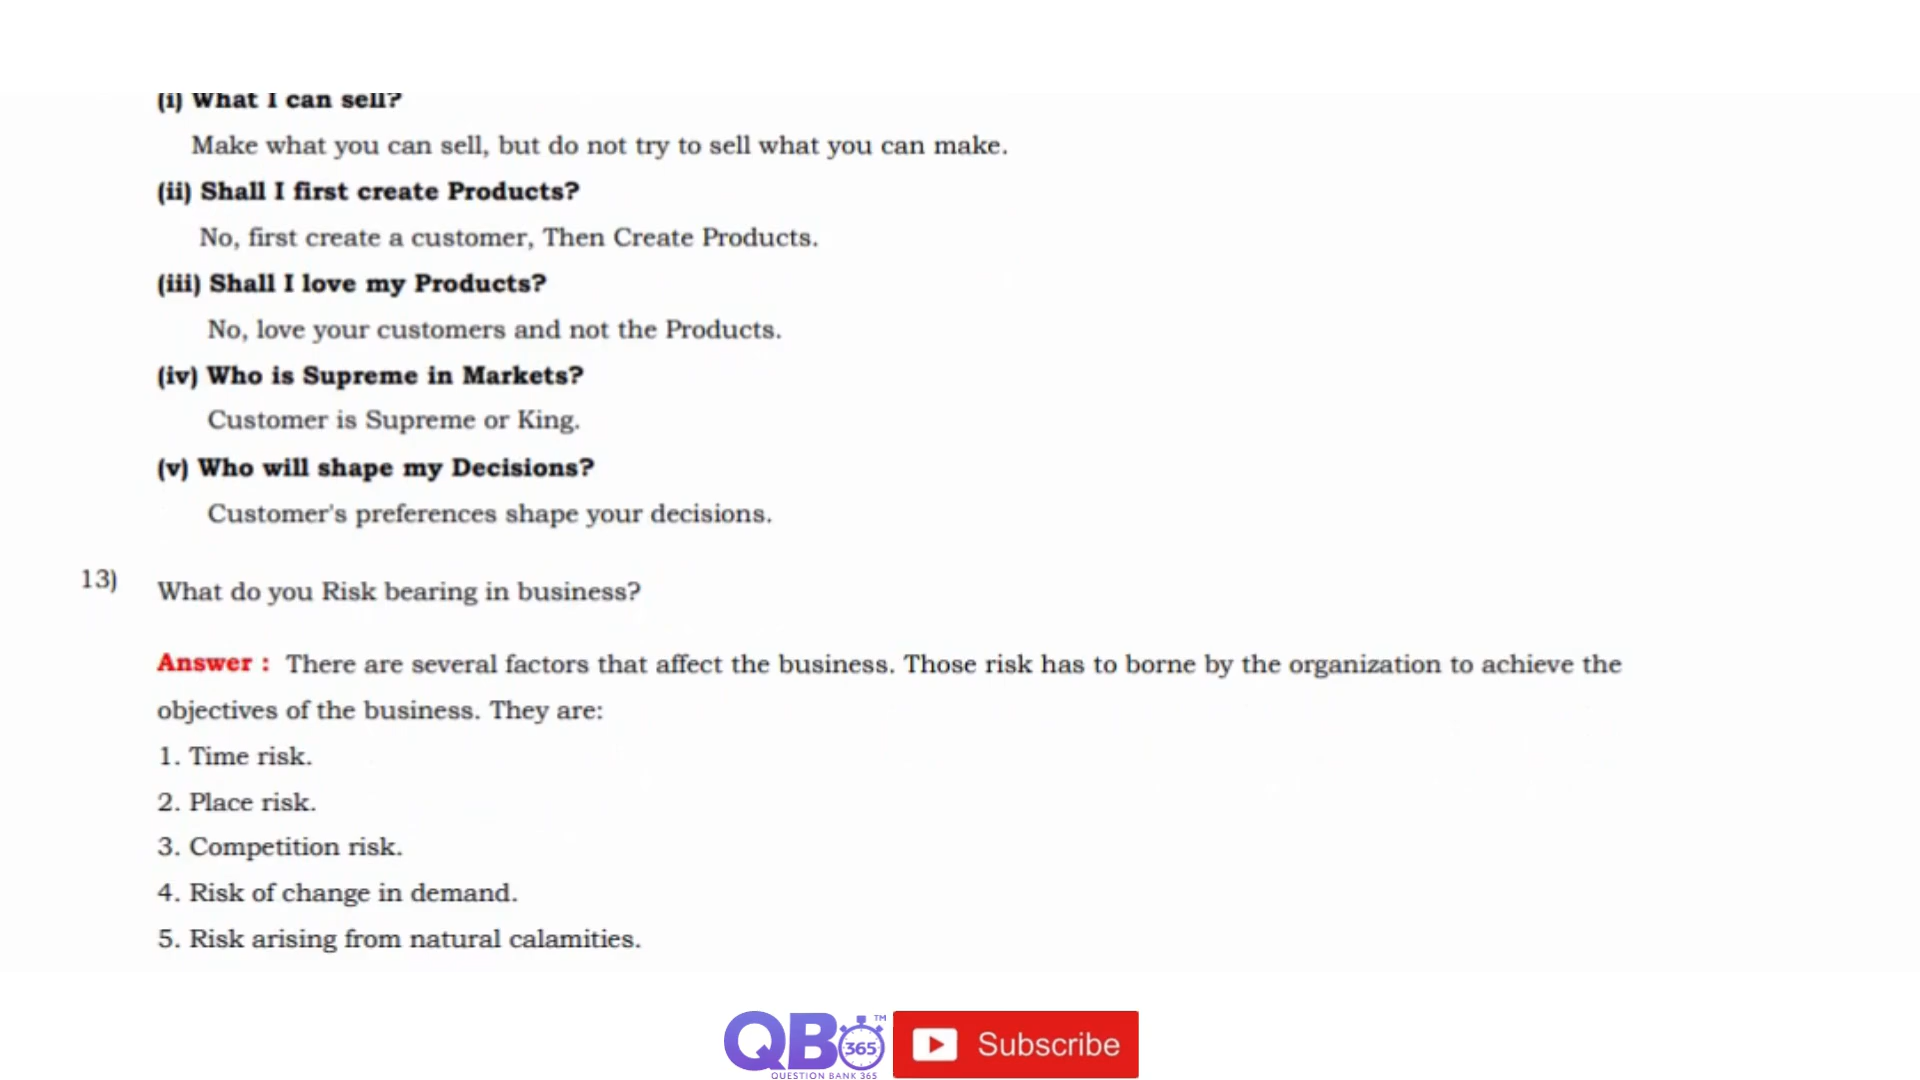 (i) What I can sell?
Make what you can sell, but do not try to sell what you can make.
(ii) Shall I first create Products?
No, first create a customer, Then Create Products.
(iii) Shall I love my Products?
No, love your customers and not the Products.
(iv) Who is Supreme in Markets?
Customer is Supreme or King.
(v) Who will shape my Decisions?
Customer's preferences shape your decisions.
13) What do you Risk bearing in business?
Answer : There are several factors that affect the business. Those risk has to borne by the organization to achieve the
objectives of the business. They are:
1. Time risk.
2. Place risk.
3. Competition risk.
4. Risk of change in demand.
5. Risk arising from natural calamities.
QB 365 ™
QUESTION BANK 365
Subscribe